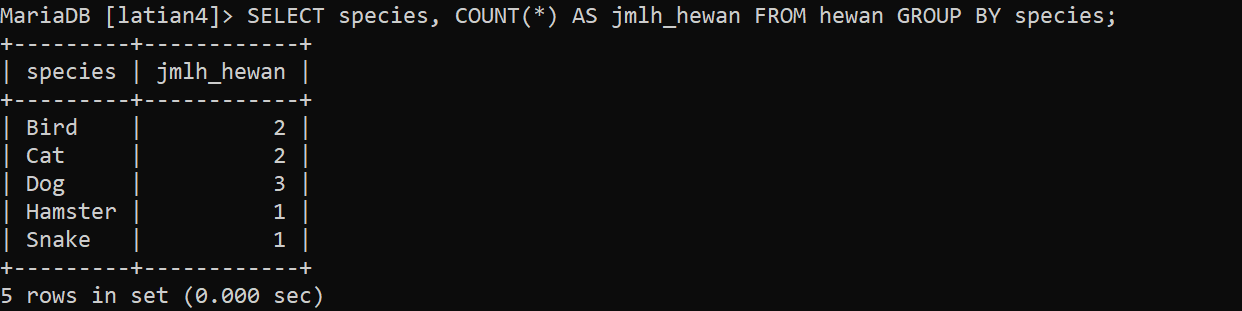 MariaDB [latian4]> SELECT species, COUNT(*) AS jmlh_hewan FROM hewan GROUP BY species;
+---------+------------+
| species | jmlh_hewan |
+---------+------------+
| Bird    |          2 |
| Cat     |          2 |
| Dog     |          3 |
| Hamster |          1 |
| Snake   |          1 |
+---------+------------+
5 rows in set (0.000 sec)